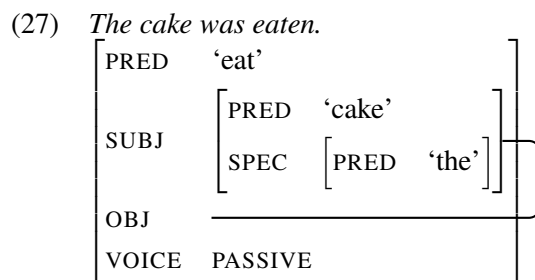 (27) The cake was eaten.
PRED ‘eat’
PRED ‘cake’
SUBJ
SPEC PRED ‘the’
OBJ
VOICE PASSIVE